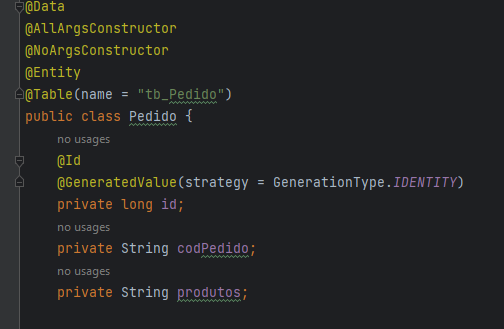 @Data
@AllArgsConstructor
@NoArgsConstructor
@Entity
@Table(name = "tb_Pedido")
public class Pedido {
no usages
@Id
@GeneratedValue(strategy = GenerationType.IDENTITY)
private long id;
no usages
private String codPedido;
no usages
private String produtos;